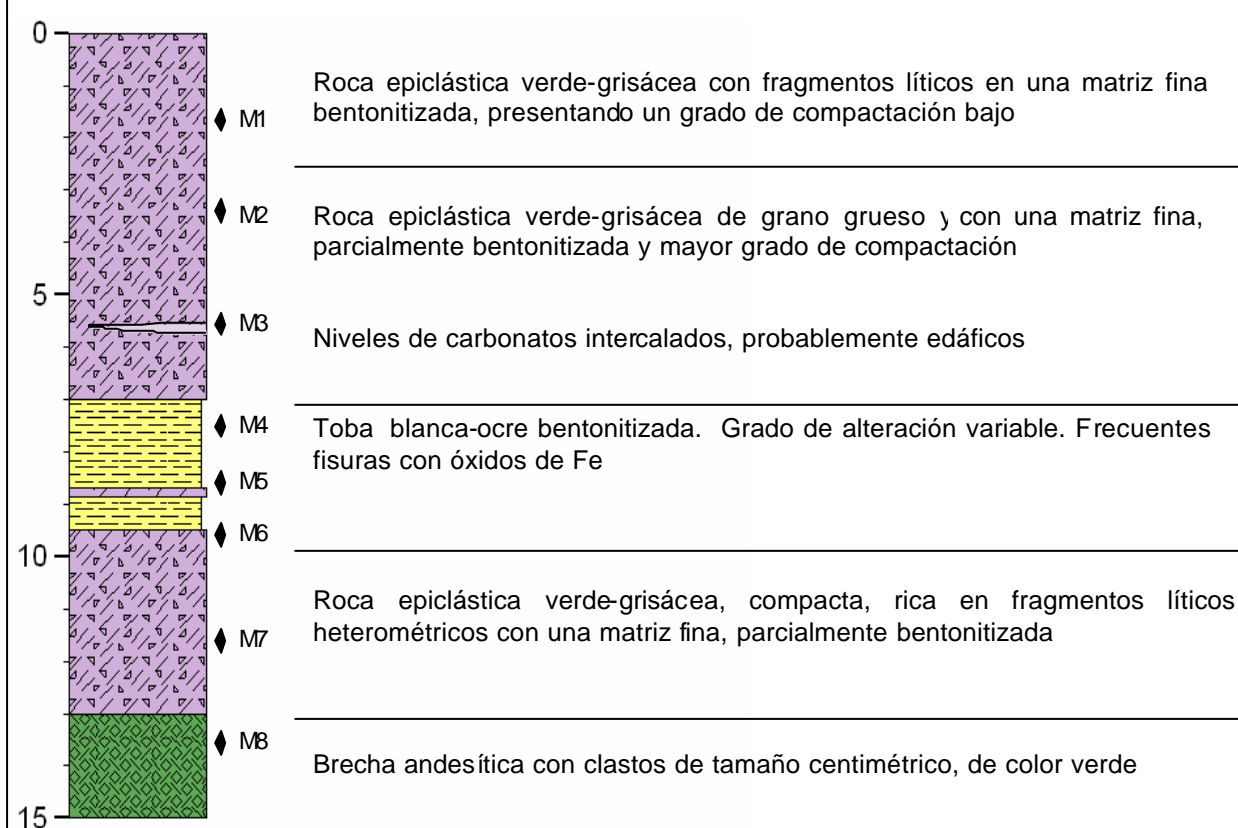 0
Roca epiclástica verde-grisácea con fragmentos líticos en una matriz fina
bentonitizada, presentando un grado de compactación bajo
M1
M2
Roca epiclástica verde-grisácea de grano grueso y con una matriz fina,
parcialmente bentonitizada y mayor grado de compactación
5
M3
Niveles de carbonatos intercalados, probablemente edáficos
M4
Toba blanca-ocre bentonitizada. Grado de alteración variable. Frecuentes
fisuras con óxidos de Fe
M5
M6
10
Roca epiclástica verde-grisácea, compacta, rica en fragmentos líticos
heterométricos con una matriz fina, parcialmente bentonitizada
M7
M8
Brecha andesítica con clastos de tamaño centimétrico, de color verde
15